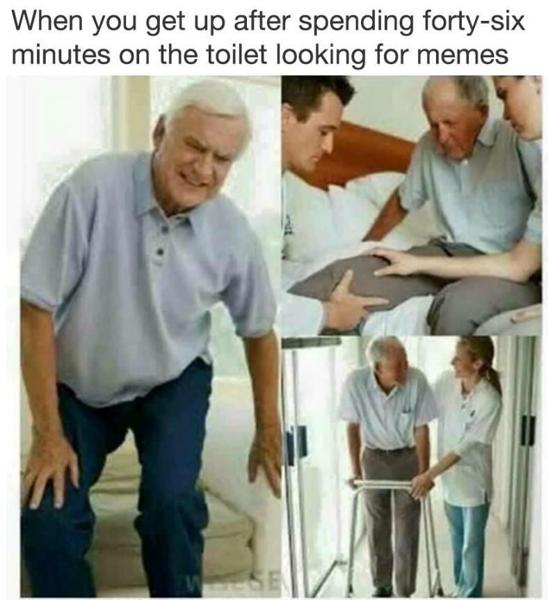 When you get up after spending forty-six
minutes on the toilet looking for memes